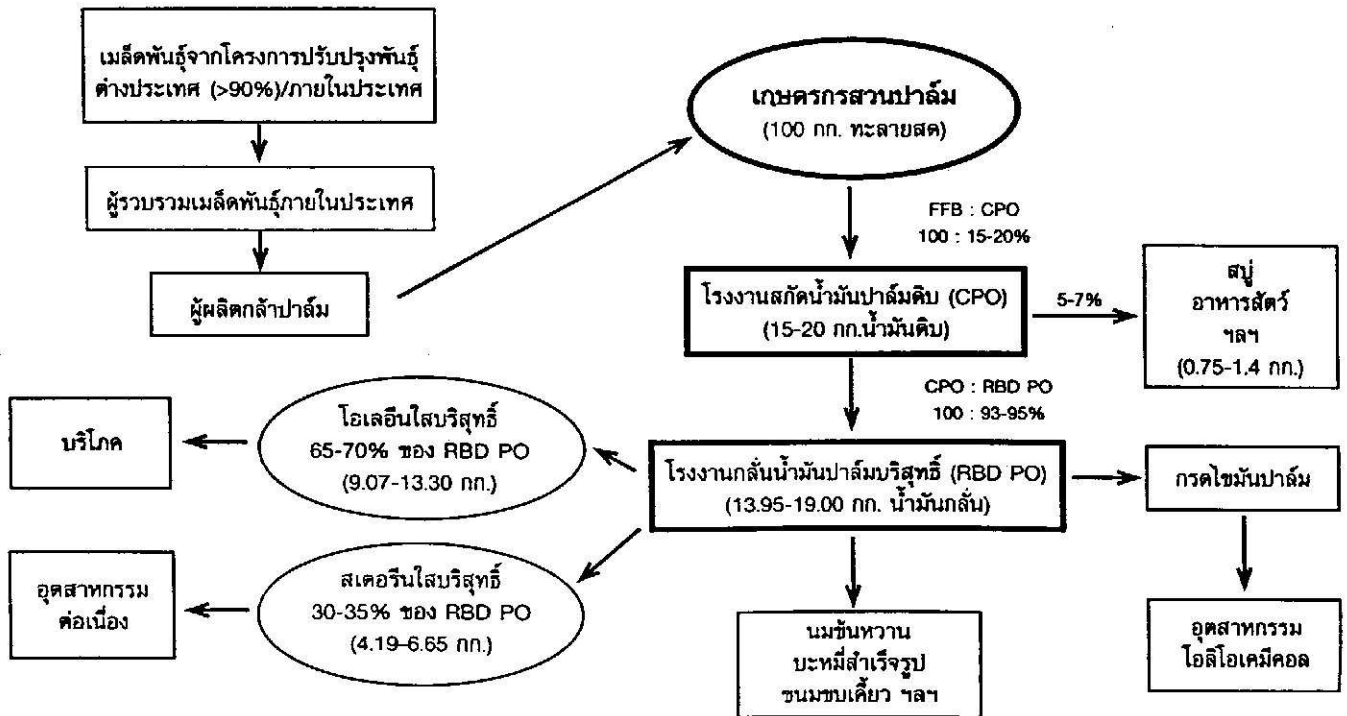 เมล็ดพันธุ์จากโครงการปรับปรุงพันธุ์
ต่างประเทศ (>90%)/ภายในประเทศ
ผู้รวบรวมเมล็ดพันธุ์ภายในประเทศ
ผู้ผลิตกล้าปาล์ม
เกษตรกรสวนปาล์ม
(100 กก. ทะลายสด)
FFB : CPO
100 : 15-20%
โรงงานสกัดน้ำมันปาล์มดิบ (CPO)
(15-20 กก.น้ำมันดิบ)
5-7%
สบู่
อาหารสัตว์
ฯลฯ
(0.75-1.4 กก.)
CPO : RBD PO
100 : 93-95%
โรงงานกลั่นน้ำมันปาล์มบริสุทธิ์ (RBD PO)
(13.95-19.00 กก. น้ำมันกลั่น)
โอเลอีนใสบริสุทธิ์
65-70% ของ RBD PO
(9.07-13.30 กก.)
บริโภค
สเตอรีนใสบริสุทธิ์
30-35% ของ RBD PO
(4.19-6.65 กก.)
อุตสาหกรรม
ต่อเนื่อง
นมข้นหวาน
บะหมี่สำเร็จรูป
ขนมขบเคี้ยว ฯลฯ
กรดไขมันปาล์ม
อุตสาหกรรม
โอลิโอเคมีคอล